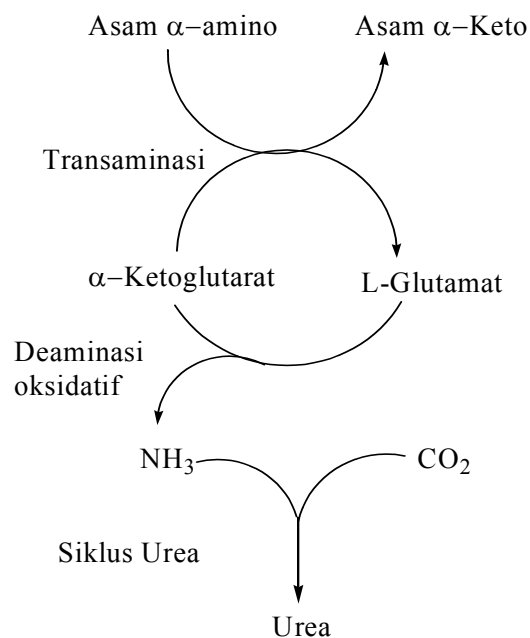 Asam α−amino
Asam α−Keto
Transaminasi
α−Ketoglutarat
L-Glutamat
Deaminasi
oksidatif
NH₃
CO₂
Siklus Urea
Urea